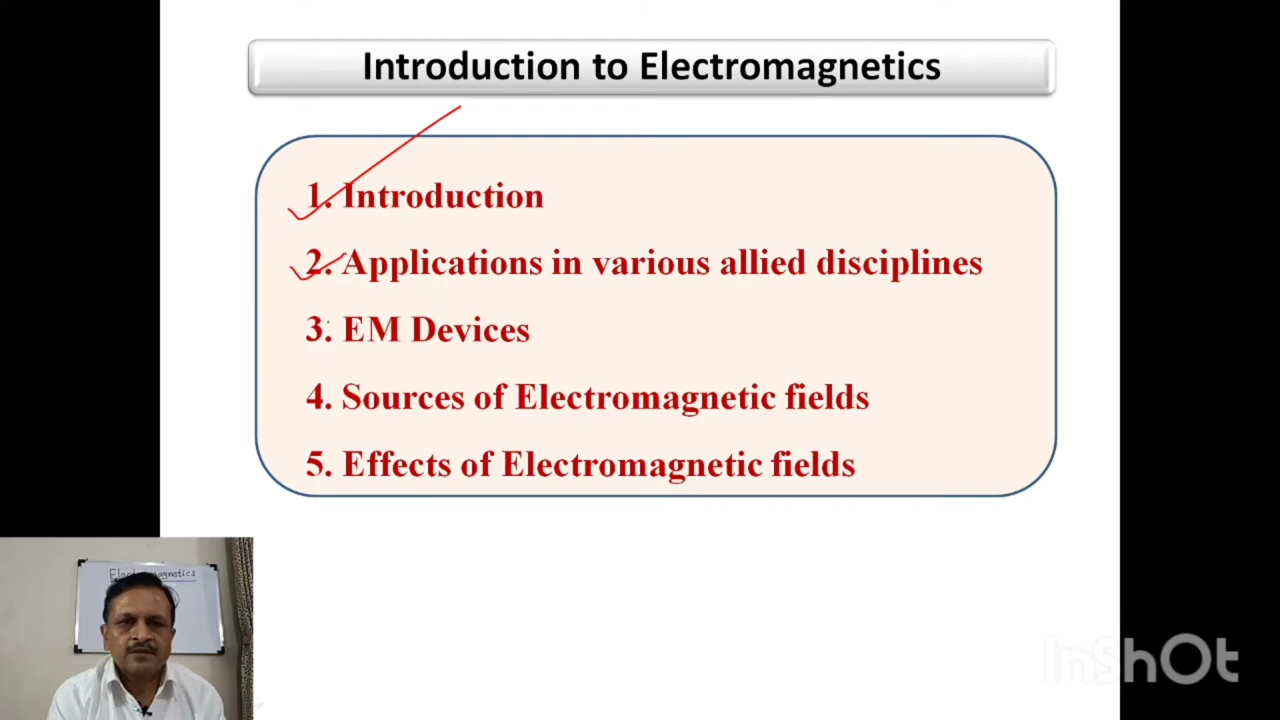 Introduction to Electromagnetics
1. Introduction
2. Applications in various allied disciplines
3. EM Devices
4. Sources of Electromagnetic fields
5. Effects of Electromagnetic fields
Electromagnetics
InShOt